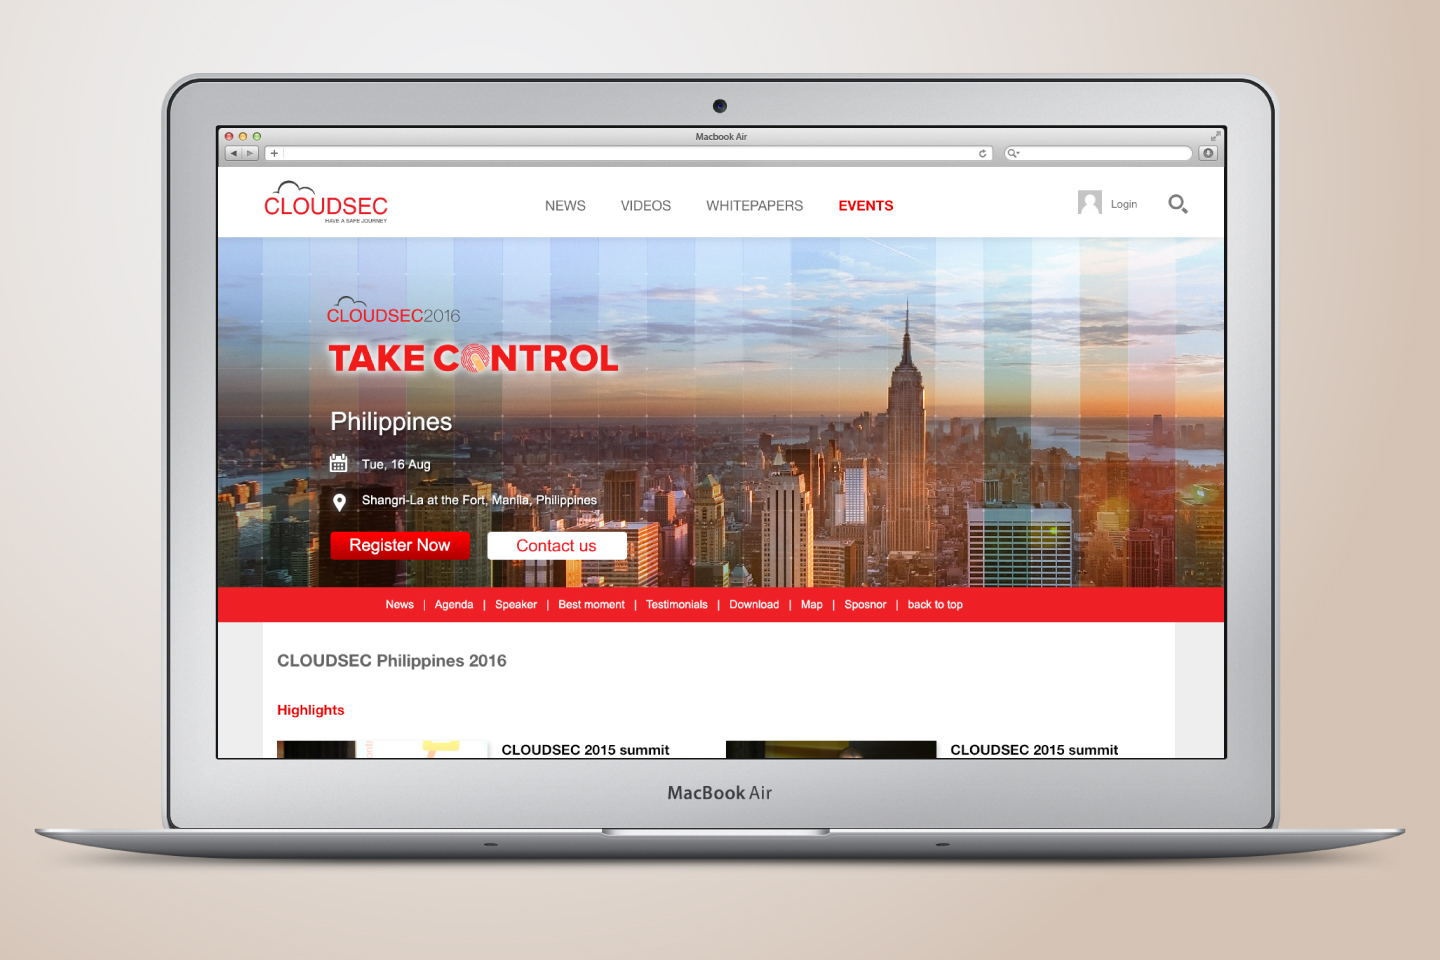 Macbook Air
CLOUDSEC
HAVE A SAFE JOURNEY
NEWS VIDEOS WHITEPAPERS EVENTS
Login
CLOUDSEC2016
TAKE CONTROL
Philippines
Tue, 16 Aug
Shangri-La at the Fort, Manila, Philippines
Register Now Contact us
News | Agenda | Speaker | Best moment | Testimonials | Download | Map | Sposnor | back to top
CLOUDSEC Philippines 2016
Highlights
CLOUDSEC 2015 summit CLOUDSEC 2015 summit
MacBook Air